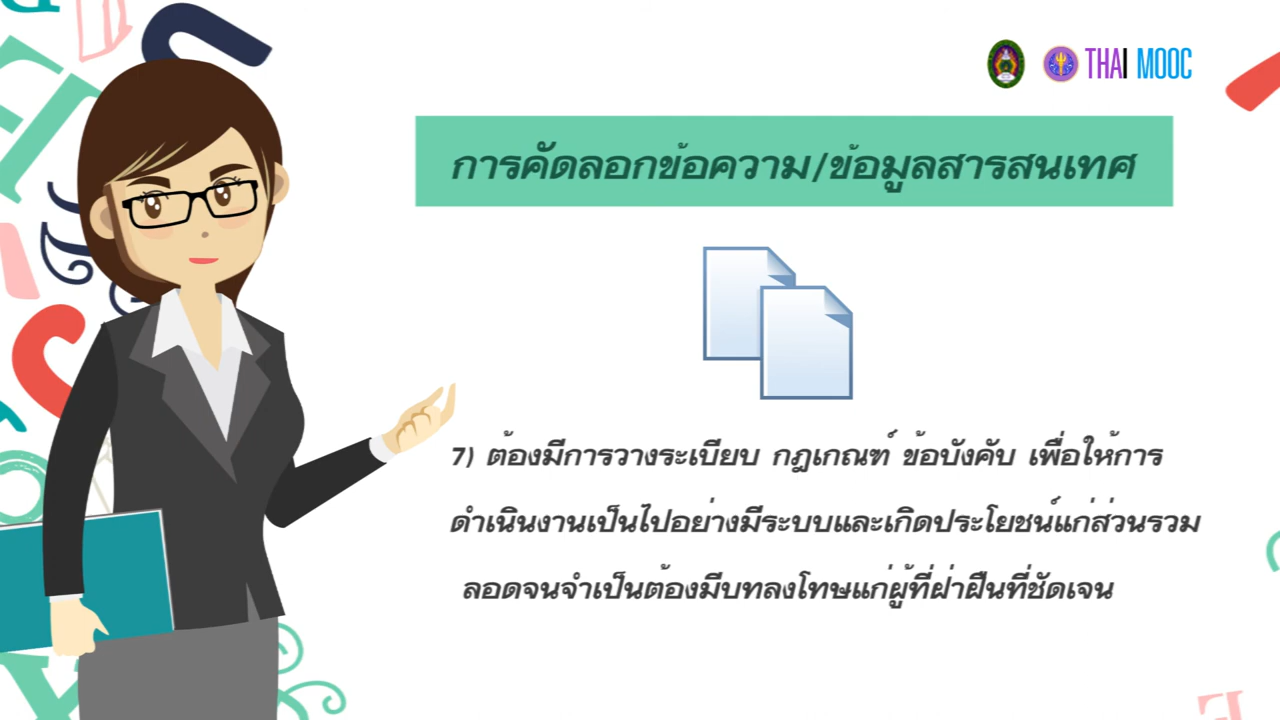 THAI MOOC
การคัดลอกข้อความ/ข้อมูลสารสนเทศ
7) ต้องมีการวางระเบียบ กฎเกณฑ์ ข้อบังคับ เพื่อให้การ
ดำเนินงานเป็นไปอย่างมีระบบและเกิดประโยชน์แก่ส่วนรวม
ลอดจนจำเป็นต้องมีบทลงโทษแก่ผู้ที่ฝ่าฝืนที่ชัดเจน